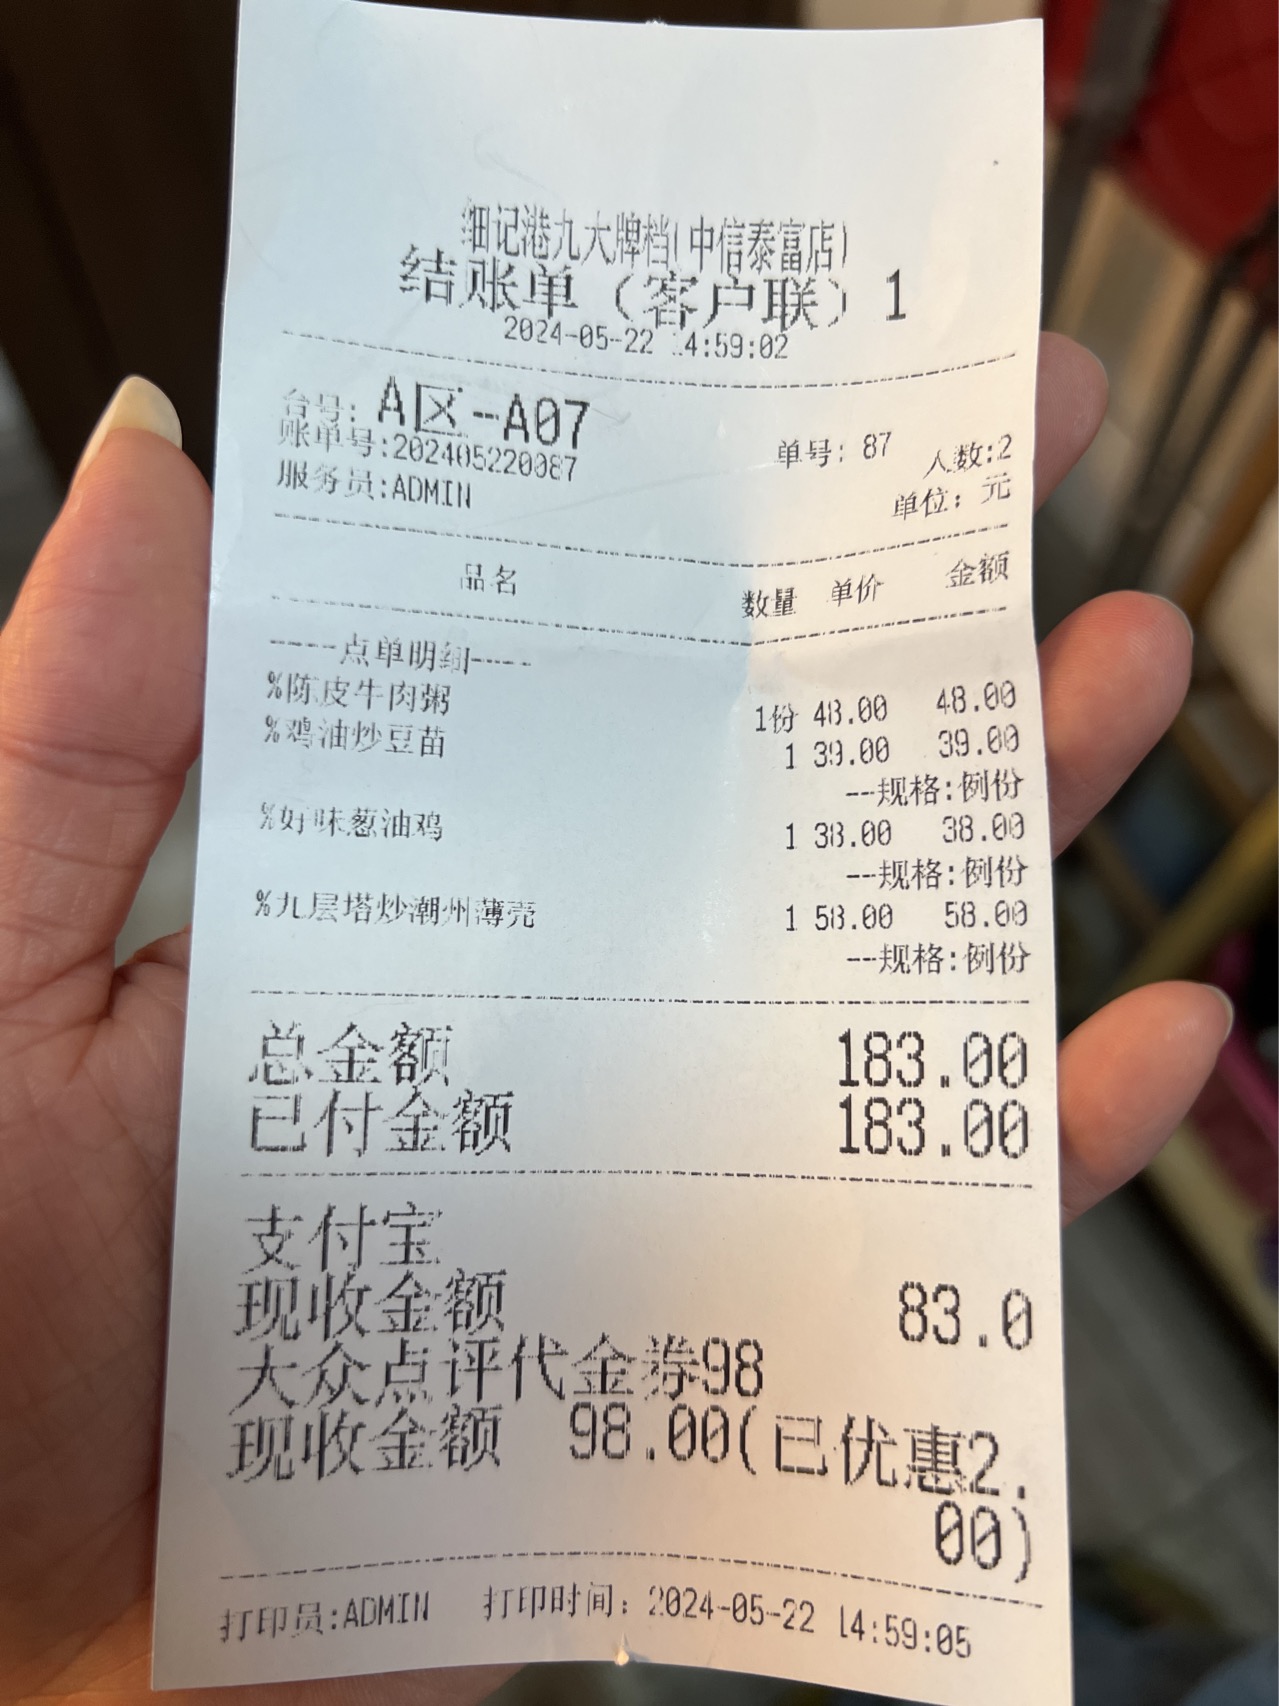 细记港九大牌档(中信泰富店)
结账单（客户联）1
2024-05-22 14:59:02
台号: A区-A07
账单号:202405220087 单号: 87 人数:2
服务员:ADMIN 单位: 元
品名 数量 单价 金额
-----点单明细-----
%陈皮牛肉粥 1份 48.00 48.00
%鸡油炒豆苗 1 39.00 39.00
--规格:例份
%好味葱油鸡 1 38.00 38.00
--规格:例份
%九层塔炒潮州薄壳 1 58.00 58.00
--规格:例份
总金额 183.00
已付金额 183.00
支付宝
现收金额 83.0
大众点评代金券98
现收金额 98.00(已优惠2.
00)
打印员:ADMIN 打印时间: 2024-05-22 14:59:05